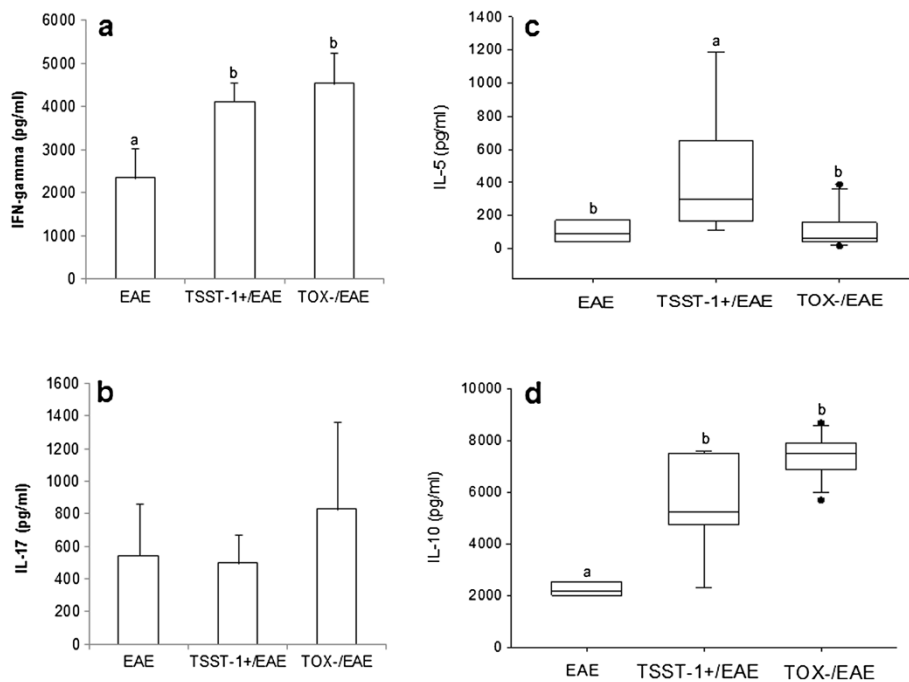 a
IFN-gamma (pg/ml)
6000
5000
4000
3000
2000
1000
0
a
b
b
EAE
TSST-1+/EAE
TOX-/EAE
c
IL-5 (pg/ml)
1400
1200
1000
800
600
400
200
0
b
a
b
EAE
TSST-1+/EAE
TOX-/EAE
b
IL-17 (pg/ml)
1600
1400
1200
1000
800
600
400
200
0
EAE
TSST-1+/EAE
TOX-/EAE
d
IL-10 (pg/ml)
10000
8000
6000
4000
2000
0
a
b
b
EAE
TSST-1+/EAE
TOX-/EAE